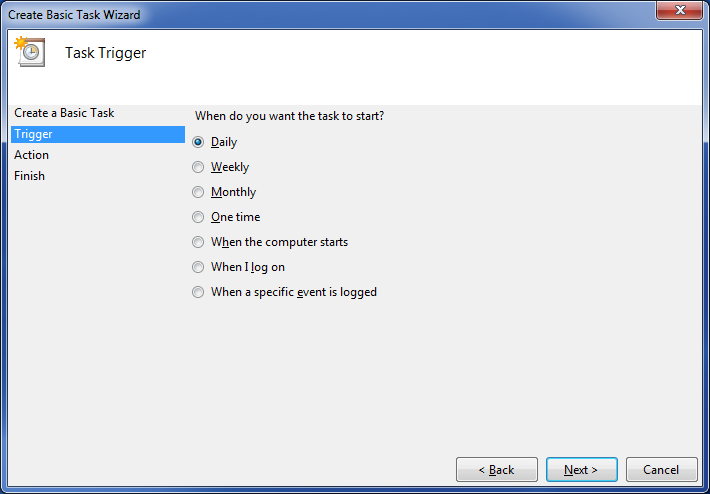 Create Basic Task Wizard
Task Trigger
Create a Basic Task
Trigger
Action
Finish
When do you want the task to start?
Daily
Weekly
Monthly
One time
When the computer starts
When I log on
When a specific event is logged
< Back
Next >
Cancel